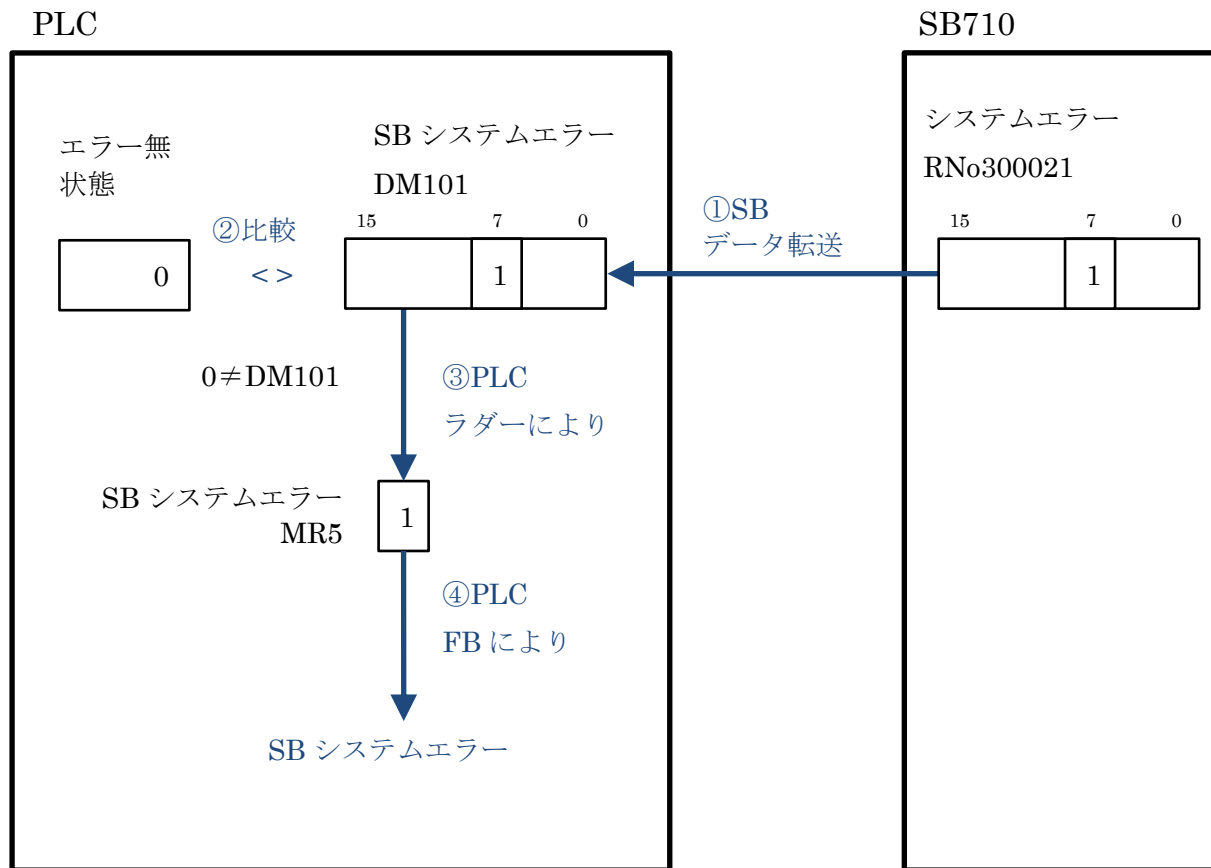 PLC
SB710
エラー無
状態
SB システムエラー
DM101
システムエラー
RNo300021
15 7 0
15 7 0
②比較
< >
①SB
データ転送
0
1
1
0≠DM101
③PLC
ラダーにより
SB システムエラー
MR5
1
④PLC
FB により
SB システムエラー